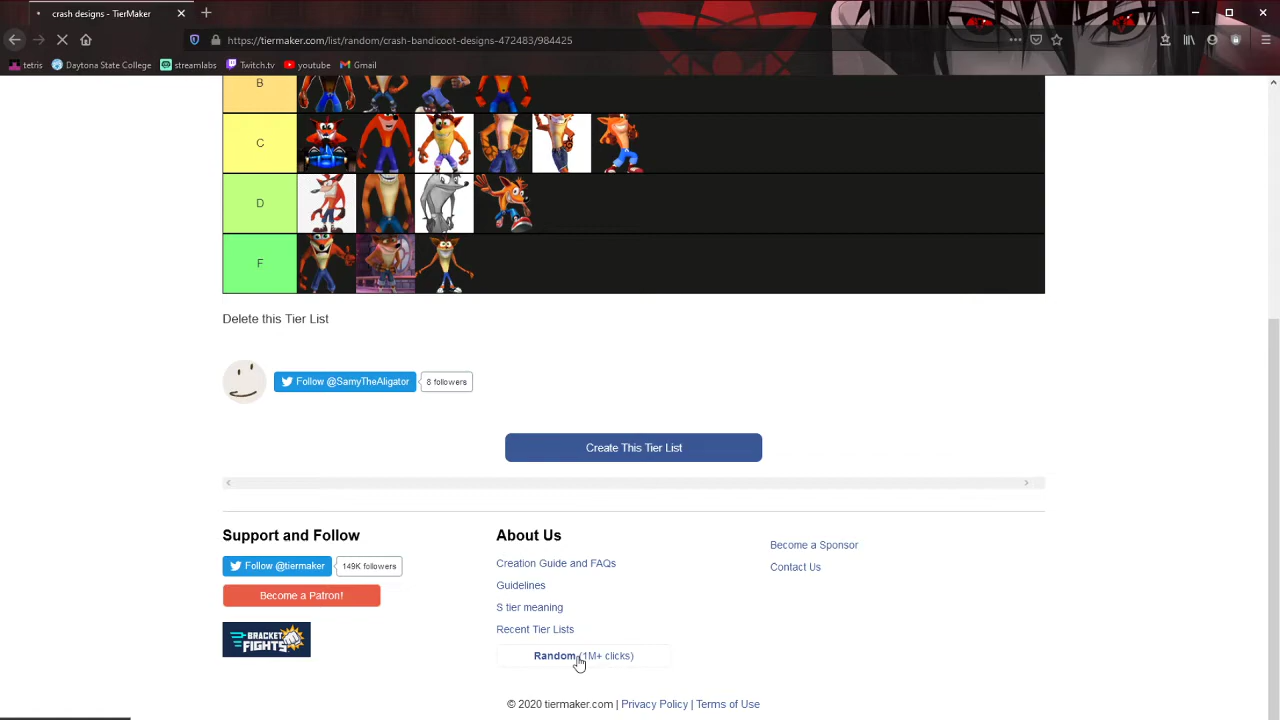 crash designs - TierMaker
https://tiermaker.com/list/random/crash-bandicoot-designs-472483/984425
tetris Daytona State College streamlabs Twitch.tv youtube Gmail
B
C
D
F
Delete this Tier List
Follow @SamyTheAligator 8 followers
Create This Tier List
Support and Follow
Follow @tiermaker 149K followers
Become a Patron!
BRACKET
FIGHTS
About Us
Creation Guide and FAQs
Guidelines
S tier meaning
Recent Tier Lists
Random (1M+ clicks)
Become a Sponsor
Contact Us
© 2020 tiermaker.com | Privacy Policy | Terms of Use